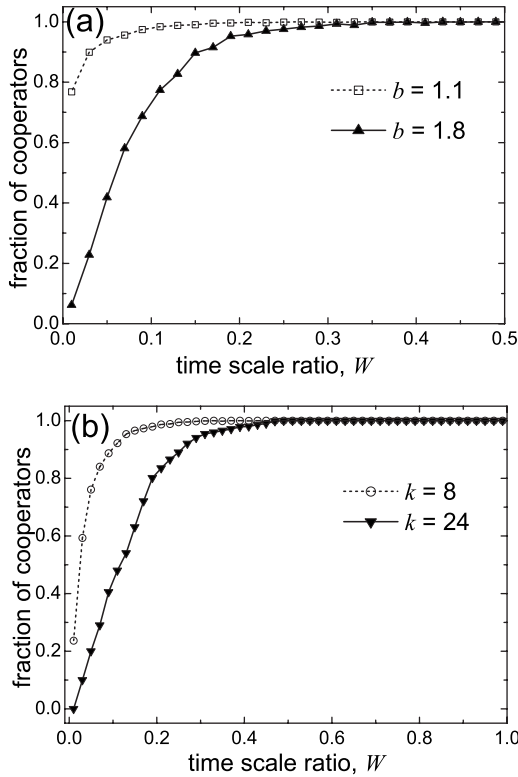 (a)
1.0
0.8
0.6
0.4
0.2
0.0
fraction of cooperators
b = 1.1
b = 1.8
0.0 0.1 0.2 0.3 0.4 0.5
time scale ratio, W
(b)
1.0
0.8
0.6
0.4
0.2
0.0
fraction of cooperators
k = 8
k = 24
0.0 0.2 0.4 0.6 0.8 1.0
time scale ratio, W